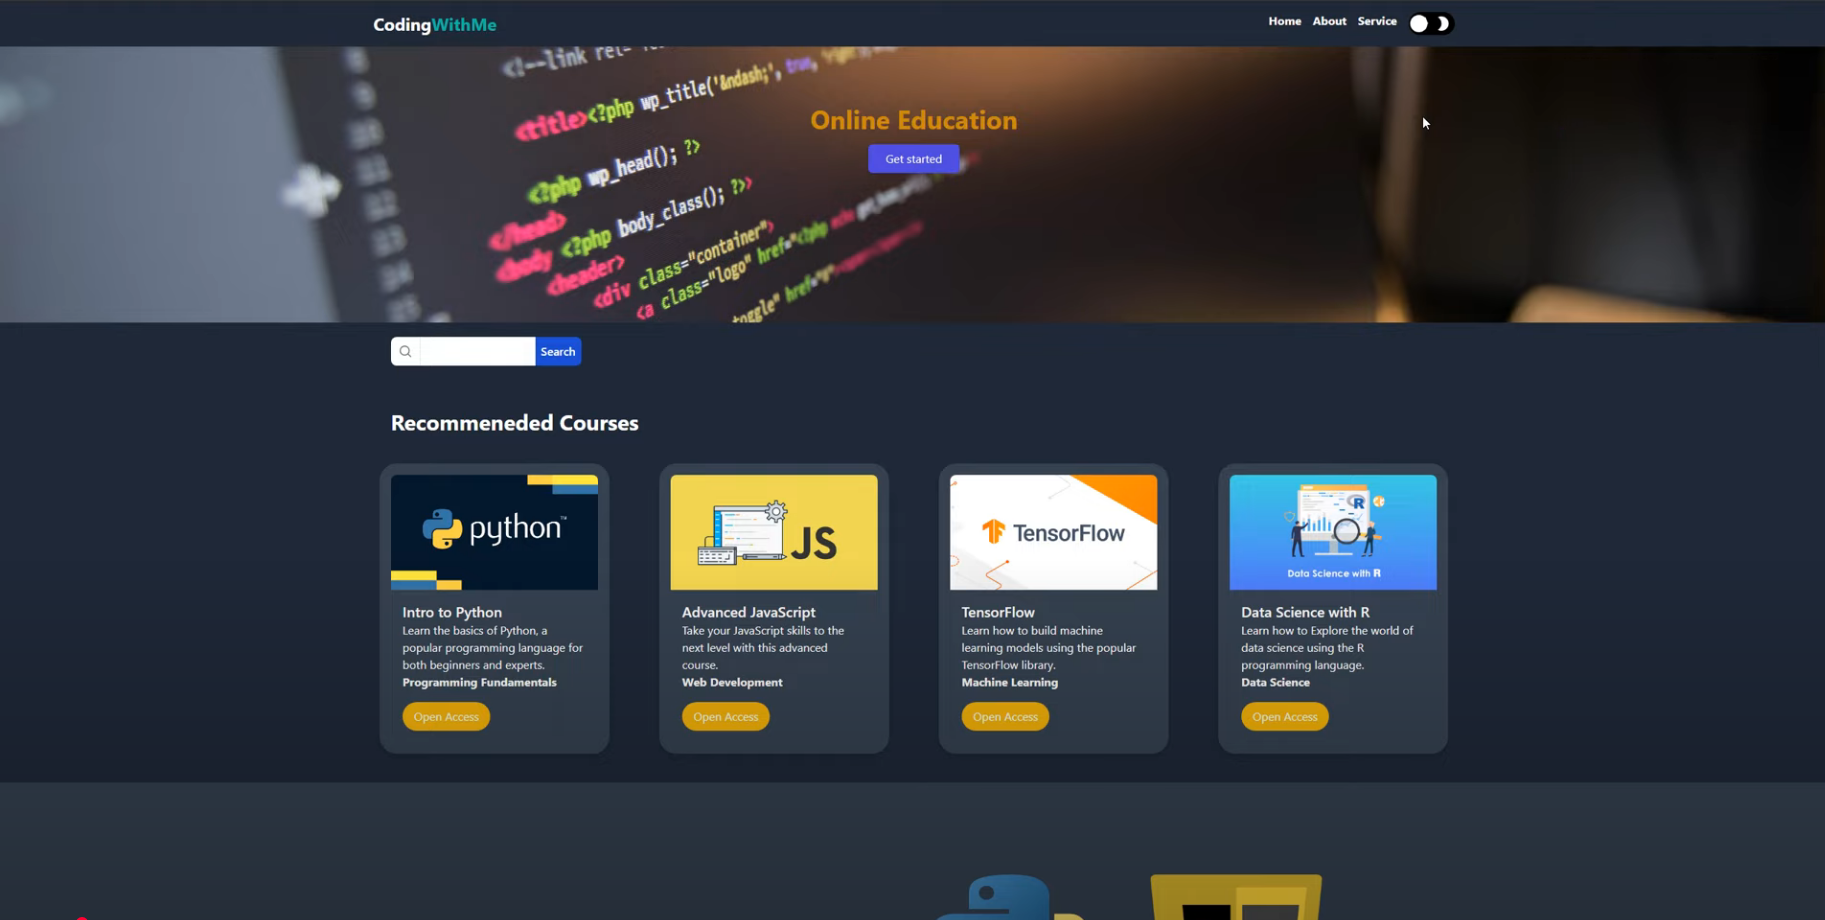 CodingWithMe
Home About Service
<!--link rel=
<title><?php wp_title('&ndash;', true, 'right');
<?php wp_head(); ?>
</head> <?php body_class(); ?>>
<body
<header>
<div class="container">
<a class="logo" href="<?php echo
toggle" href="#">
Online Education
Get started
Search
Recommeneded Courses
python™
JS
TensorFlow
R
Data Science with R
Intro to Python
Learn the basics of Python, a
popular programming language for
both beginners and experts.
Programming Fundamentals
Open Access
Advanced JavaScript
Take your JavaScript skills to the
next level with this advanced
course.
Web Development
Open Access
TensorFlow
Learn how to build machine
learning models using the popular
TensorFlow library.
Machine Learning
Open Access
Data Science with R
Learn how to Explore the world of
data science using the R
programming language.
Data Science
Open Access